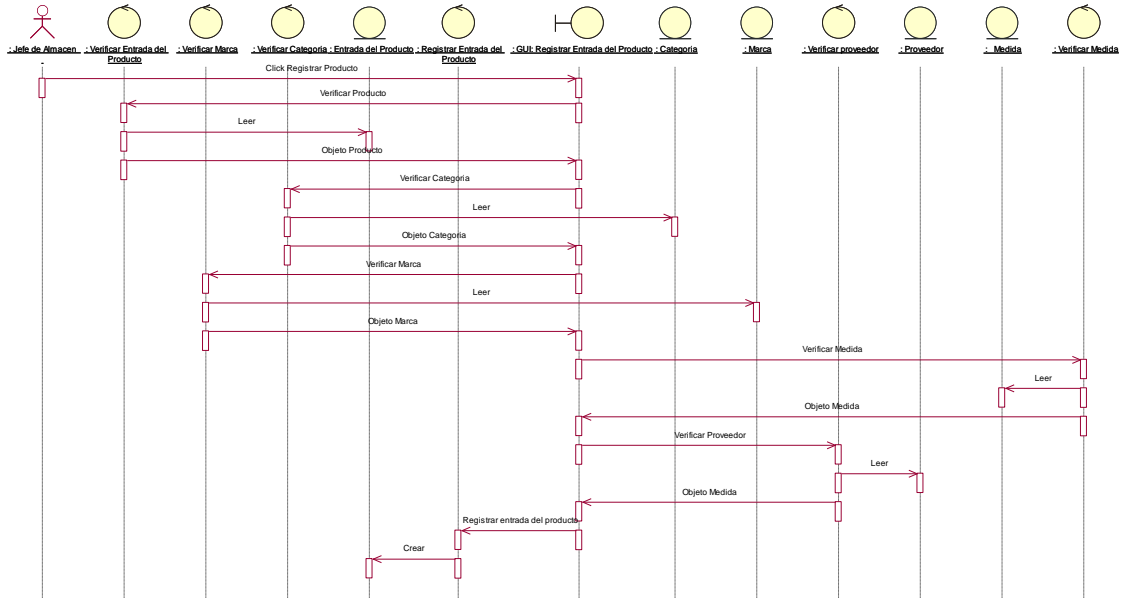 : Jefe de Almacen
: Verificar Entrada del
Producto
: Verificar Marca
: Verificar Categoria
: Entrada del Producto
: Registrar Entrada del
Producto
: GUI: Registrar Entrada del Producto
: Categoria
: Marca
: Verificar proveedor
: Proveedor
: Medida
: Verificar Medida
Click Registrar Producto
Verificar Producto
Leer
Objeto Producto
Verificar Categoria
Leer
Objeto Categoria
Verificar Marca
Leer
Objeto Marca
Verificar Medida
Leer
Objeto Medida
Verificar Proveedor
Leer
Objeto Medida
Registrar entrada del producto
Crear